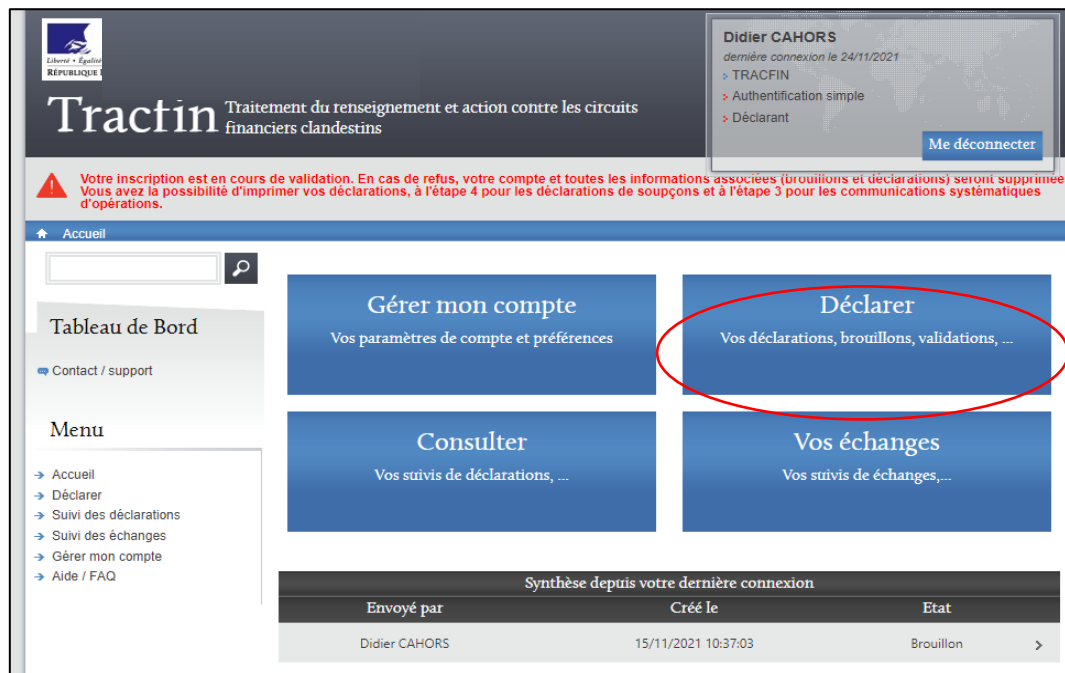 Liberté • Égalité
RÉPUBLIQUE
Tracfin
Traitement du renseignement et action contre les circuits
financiers clandestins
Didier CAHORS
dernière connexion le 24/11/2021
TRACFIN
Authentification simple
Déclarant
Me déconnecter
Votre inscription est en cours de validation. En cas de refus, votre compte et toutes les informations associées (brouillons et déclarations) seront supprimée
Vous avez la possibilité d'imprimer vos déclarations, à l'étape 4 pour les déclarations de soupçons et à l'étape 3 pour les communications systématiques
d'opérations.
Accueil
Tableau de Bord
Contact / support
Menu
Accueil
Déclarer
Suivi des déclarations
Suivi des échanges
Gérer mon compte
Aide / FAQ
Gérer mon compte
Vos paramètres de compte et préférences
Déclarer
Vos déclarations, brouillons, validations, ...
Consulter
Vos suivis de déclarations, ...
Vos échanges
Vos suivis de échanges,...
Synthèse depuis votre dernière connexion
Envoyé par Créé le Etat
Didier CAHORS 15/11/2021 10:37:03 Brouillon